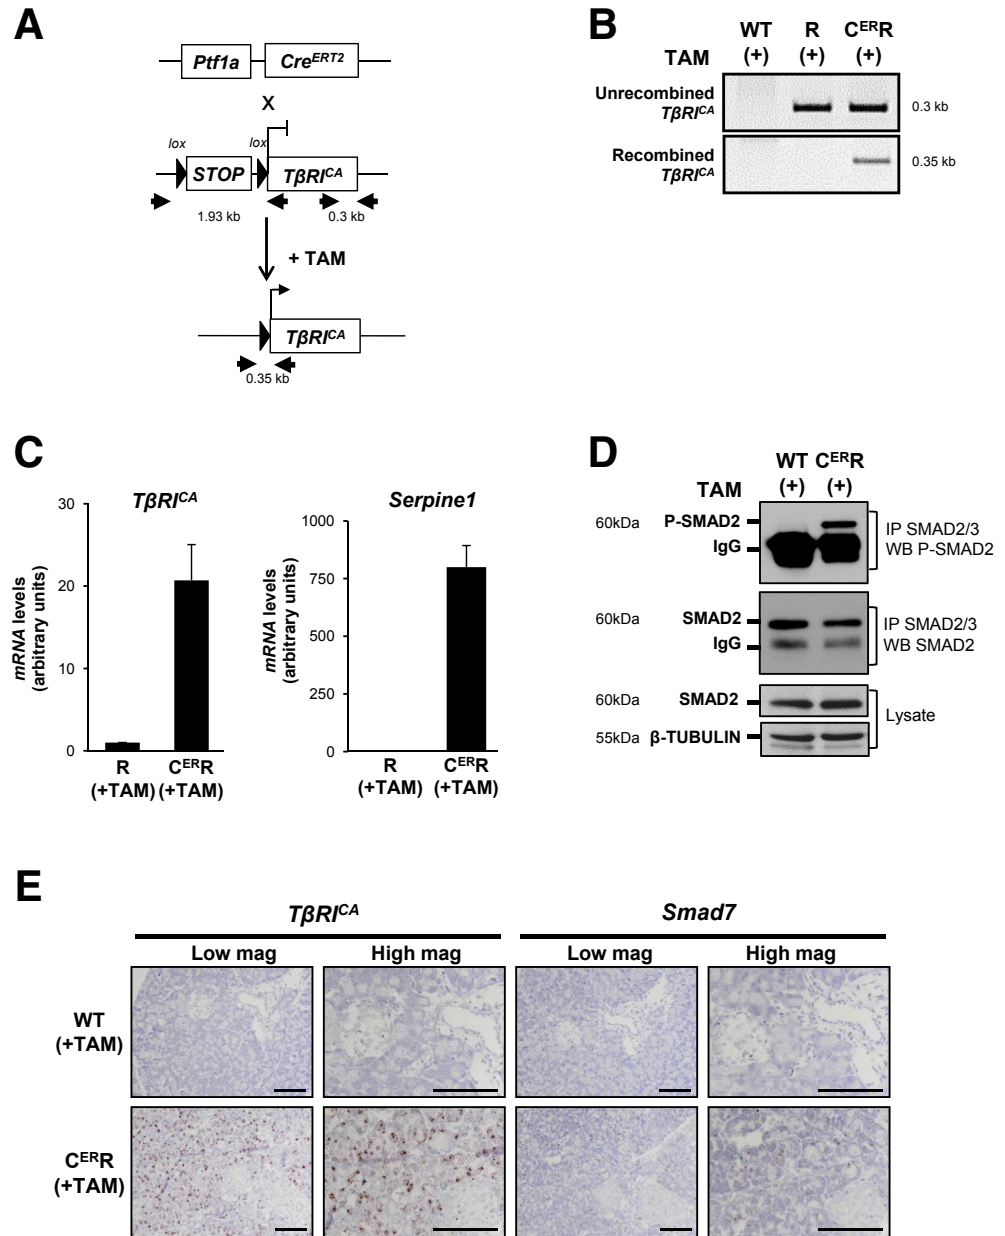 A
Ptf1a
Cre^ERT2
X
lox
lox
STOP
TβRI^CA
1.93 kb
0.3 kb
+ TAM
TβRI^CA
0.35 kb
B
WT R C^ERR
TAM (+) (+) (+)
Unrecombined
TβRI^CA
0.3 kb
Recombined
TβRI^CA
0.35 kb
C
TβRI^CA
mRNA levels
(arbitrary units)
30
20
10
0
R
(+TAM)
C^ERR
(+TAM)
Serpine1
mRNA levels
(arbitrary units)
1000
750
500
250
0
R
(+TAM)
C^ERR
(+TAM)
D
WT C^ERR
TAM (+) (+)
60kDa P-SMAD2
IgG
IP SMAD2/3
WB P-SMAD2
60kDa SMAD2
IgG
IP SMAD2/3
WB SMAD2
60kDa SMAD2
55kDa β-TUBULIN
Lysate
E
TβRI^CA Smad7
Low mag High mag Low mag High mag
WT
(+TAM)
C^ERR
(+TAM)